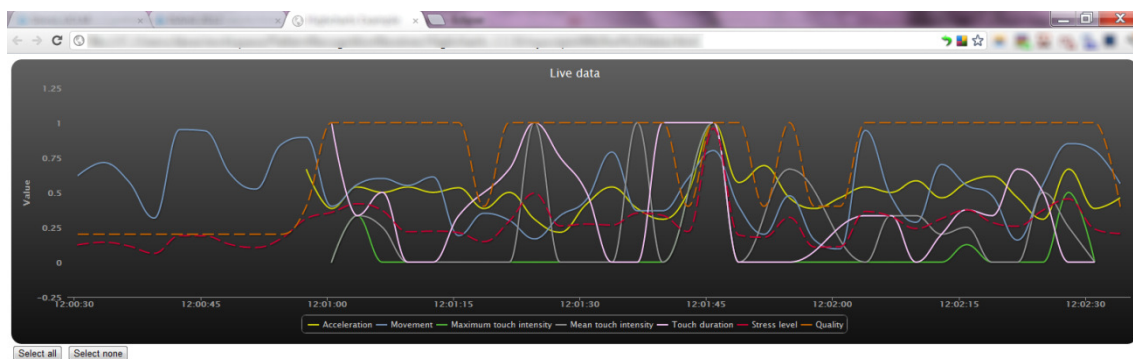 Live data
1.25
1
0.75
0.5
0.25
0
−0.25
Value
12:00:30 12:00:45 12:01:00 12:01:15 12:01:30 12:01:45 12:02:00 12:02:15 12:02:30
Acceleration Movement Maximum touch intensity Mean touch intensity Touch duration Stress level Quality
Select all Select none